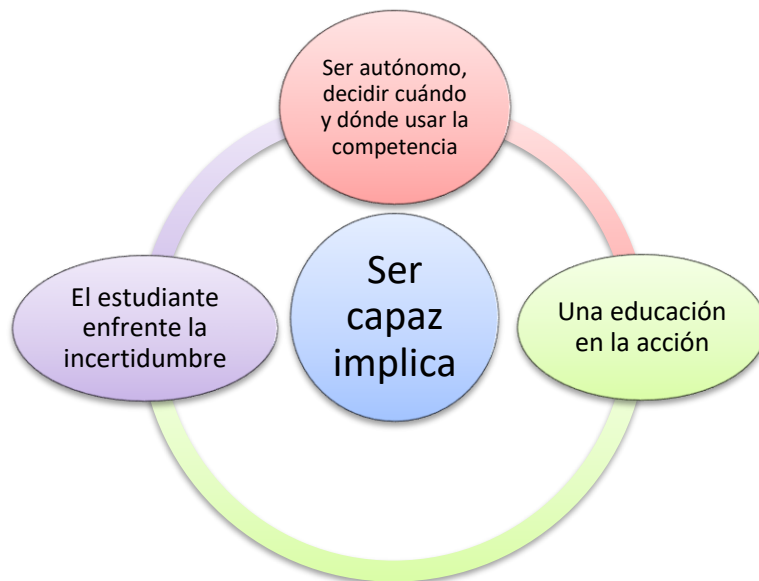 Ser autónomo,
decidir cuándo
y dónde usar la
competencia
Ser
capaz
implica
El estudiante
enfrente la
incertidumbre
Una educación
en la acción